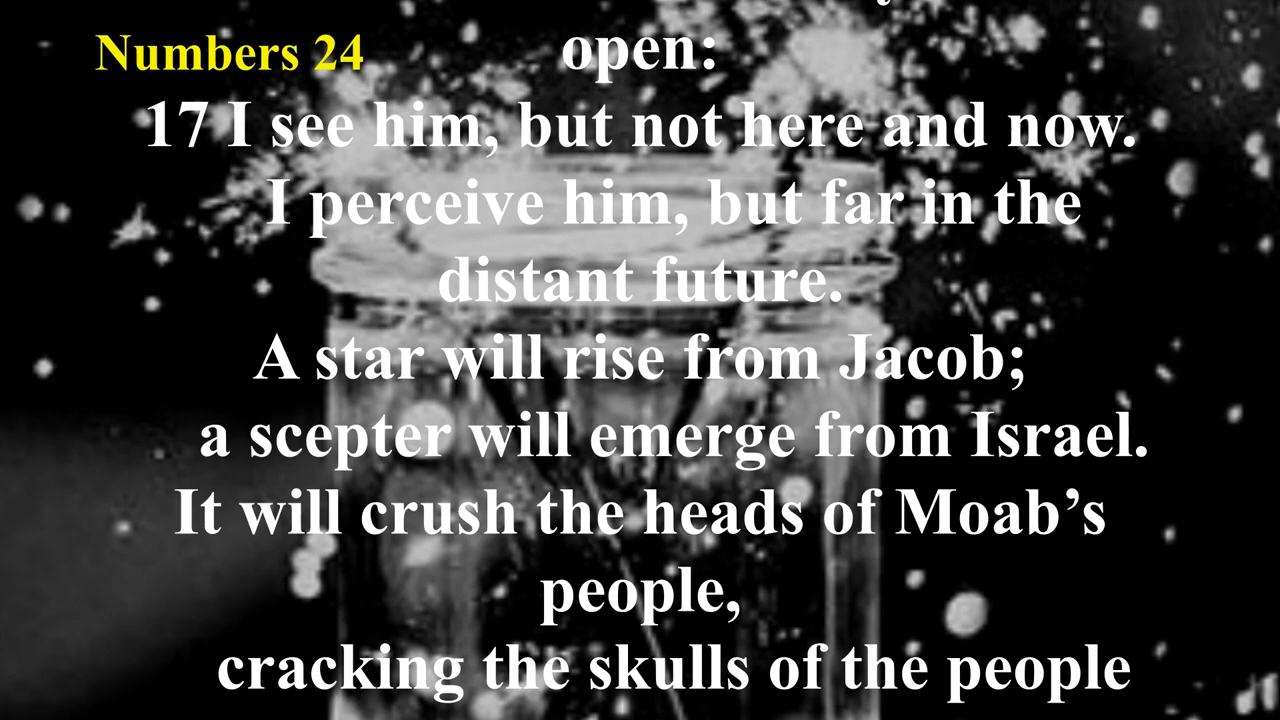 Numbers 24
open:
17 I see him, but not here and now.
I perceive him, but far in the
distant future.
A star will rise from Jacob;
a scepter will emerge from Israel.
It will crush the heads of Moab’s
people,
cracking the skulls of the people